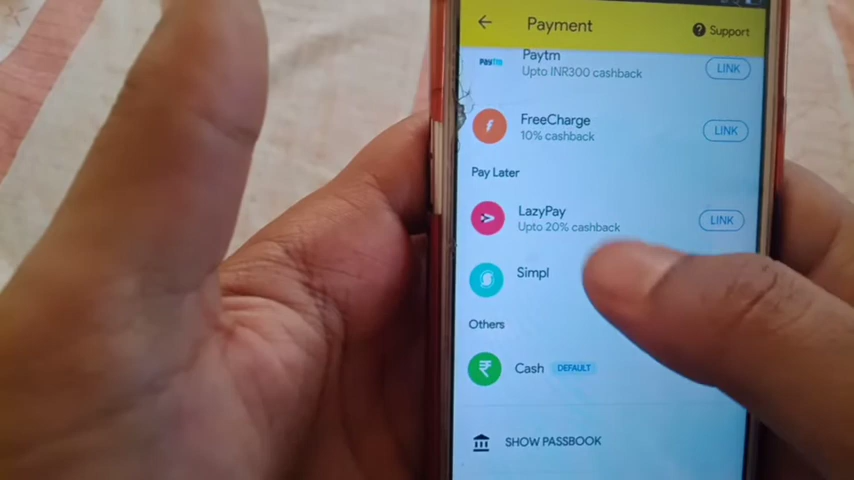 Payment
Support
Paytm
Paytm
Upto INR300 cashback
LINK
FreeCharge
10% cashback
LINK
Pay Later
LazyPay
Upto 20% cashback
LINK
Simpl
Others
Cash DEFAULT
SHOW PASSBOOK